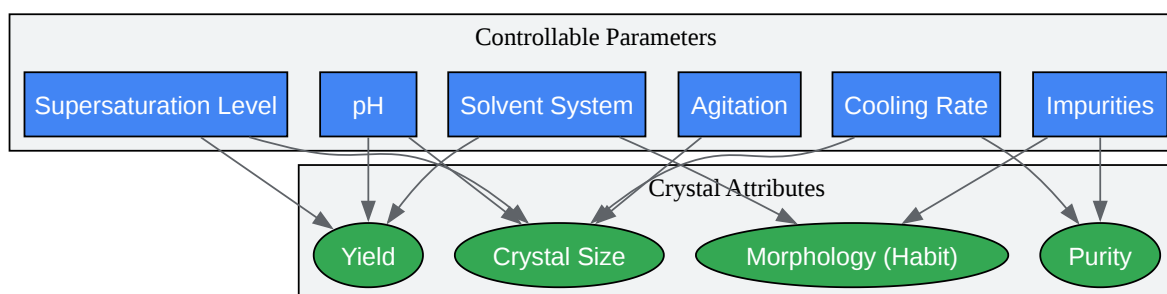 Controllable Parameters
Supersaturation Level
pH
Solvent System
Agitation
Cooling Rate
Impurities
Crystal Attributes
Yield
Crystal Size
Morphology (Habit)
Purity